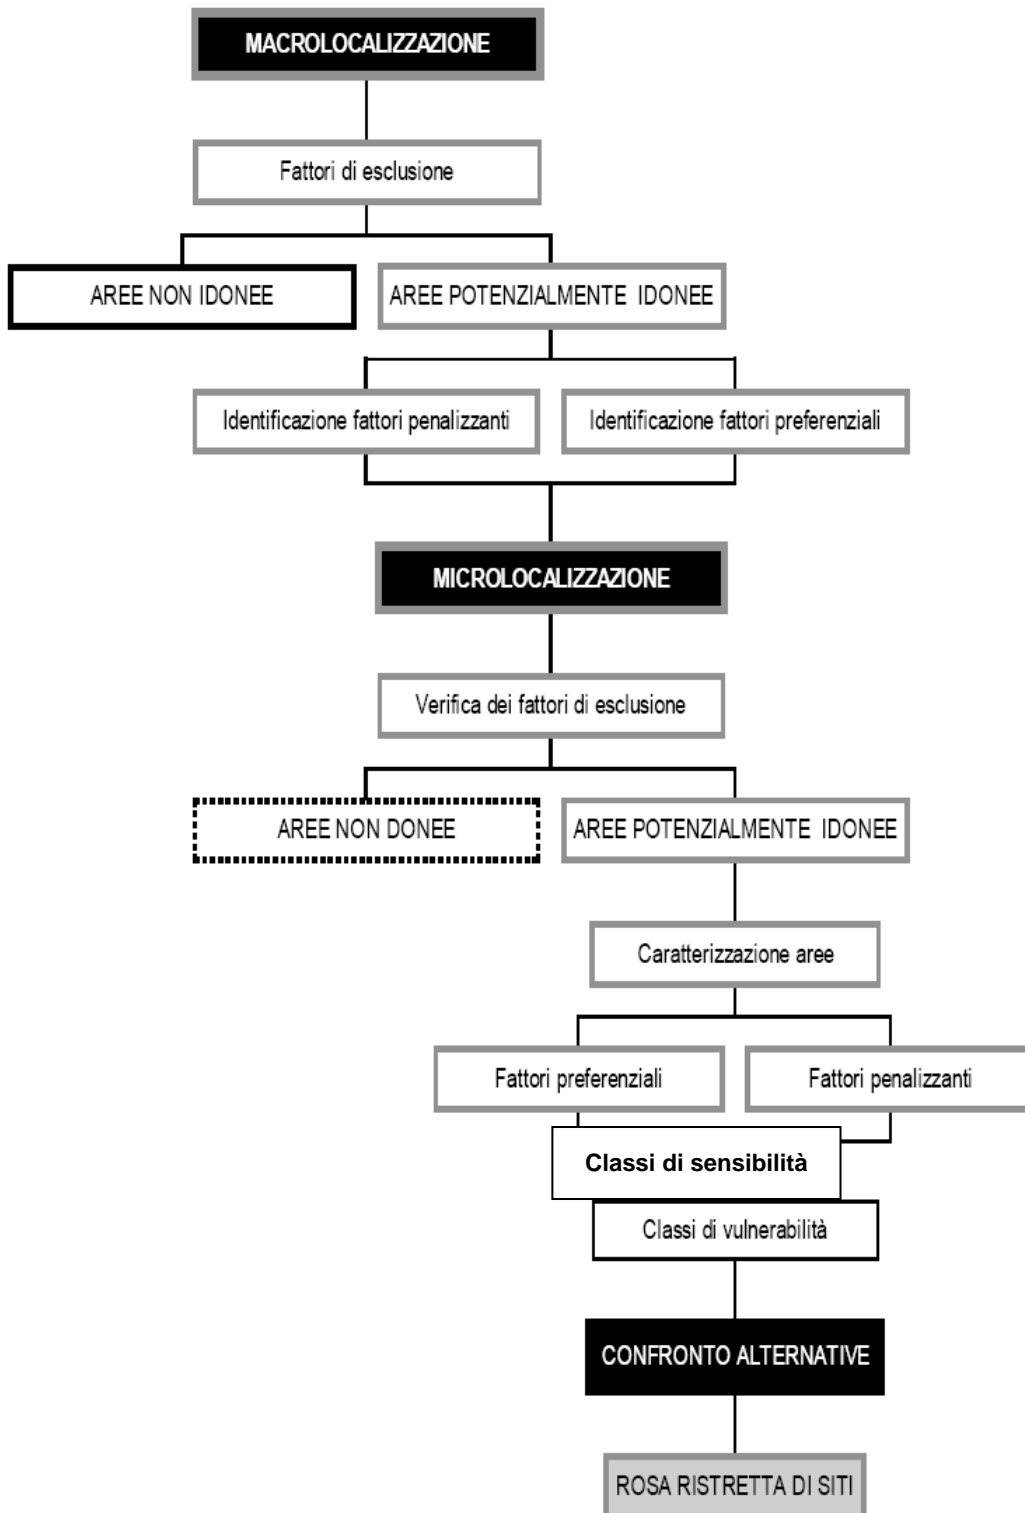 MACROLOCALIZZAZIONE
Fattori di esclusione
AREE NON IDONEE
AREE POTENZIALMENTE IDONEE
Identificazione fattori penalizzanti
Identificazione fattori preferenziali
MICROLOCALIZZAZIONE
Verifica dei fattori di esclusione
AREE NON DONEE
AREE POTENZIALMENTE IDONEE
Caratterizzazione aree
Fattori preferenziali
Fattori penalizzanti
Classi di sensibilità
Classi di vulnerabilità
CONFRONTO ALTERNATIVE
ROSA RISTRETTA DI SITI